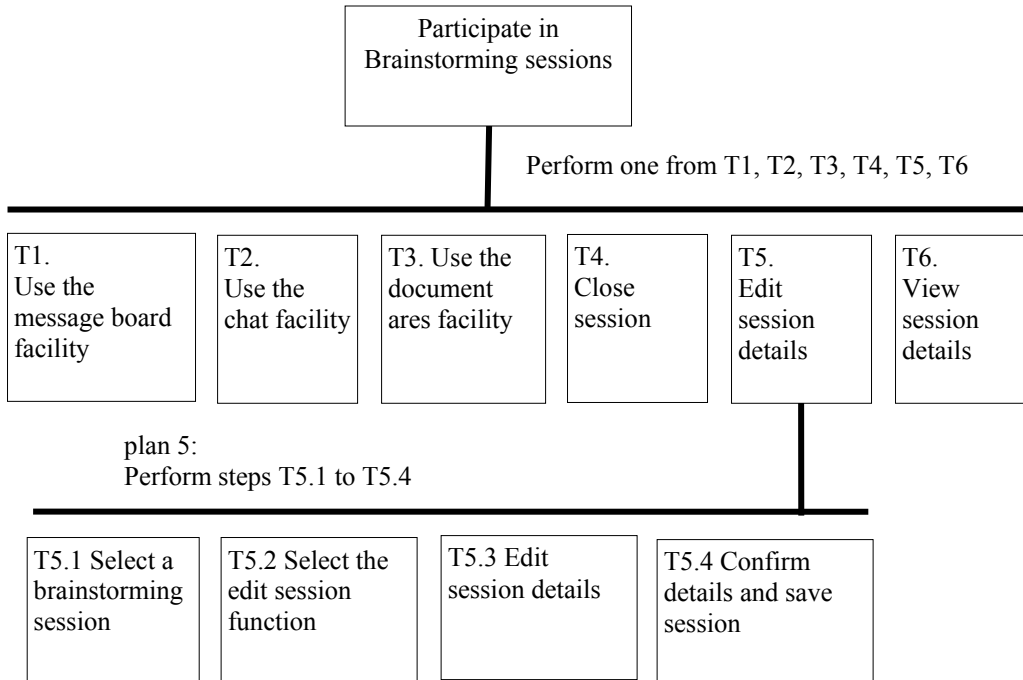 Participate in
Brainstorming sessions
Perform one from T1, T2, T3, T4, T5, T6
T1.
Use the
message board
facility
T2.
Use the
chat facility
T3. Use the
document
ares facility
T4.
Close
session
T5.
Edit
session
details
T6.
View
session
details
plan 5:
Perform steps T5.1 to T5.4
T5.1 Select a
brainstorming
session
T5.2 Select the
edit session
function
T5.3 Edit
session details
T5.4 Confirm
details and save
session